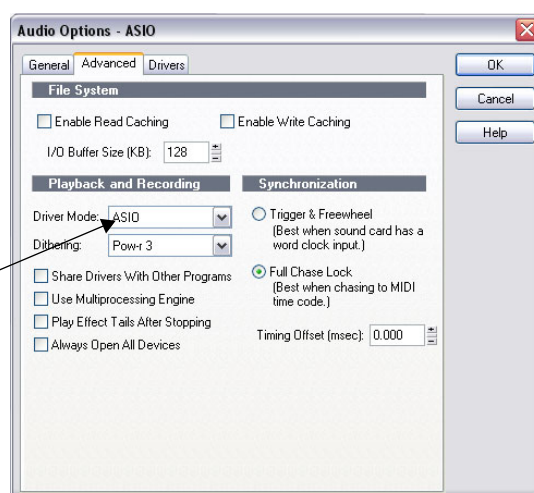 Audio Options - ASIO
General Advanced Drivers
OK
Cancel
Help
File System
Enable Read Caching
Enable Write Caching
I/O Buffer Size (KB): 128
Playback and Recording
Driver Mode: ASIO
Dithering: Pow-r 3
Share Drivers With Other Programs
Use Multiprocessing Engine
Play Effect Tails After Stopping
Always Open All Devices
Synchronization
Trigger & Freewheel
(Best when sound card has a
word clock input.)
Full Chase Lock
(Best when chasing to MIDI
time code.)
Timing Offset (msec): 0.000